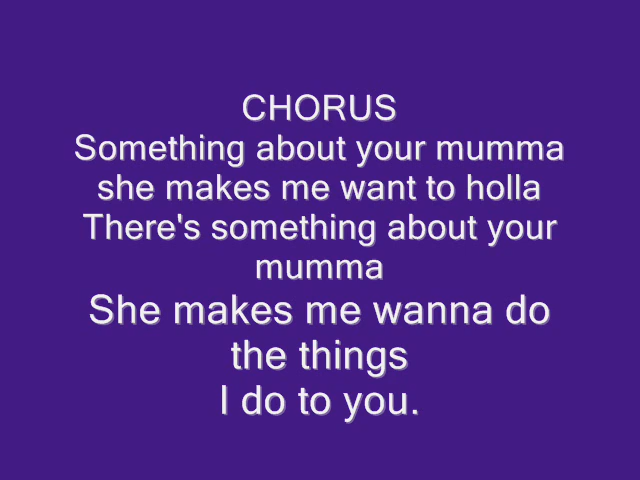 CHORUS
Something about your mumma
she makes me want to holla
There's something about your
mumma
She makes me wanna do
the things
I do to you.